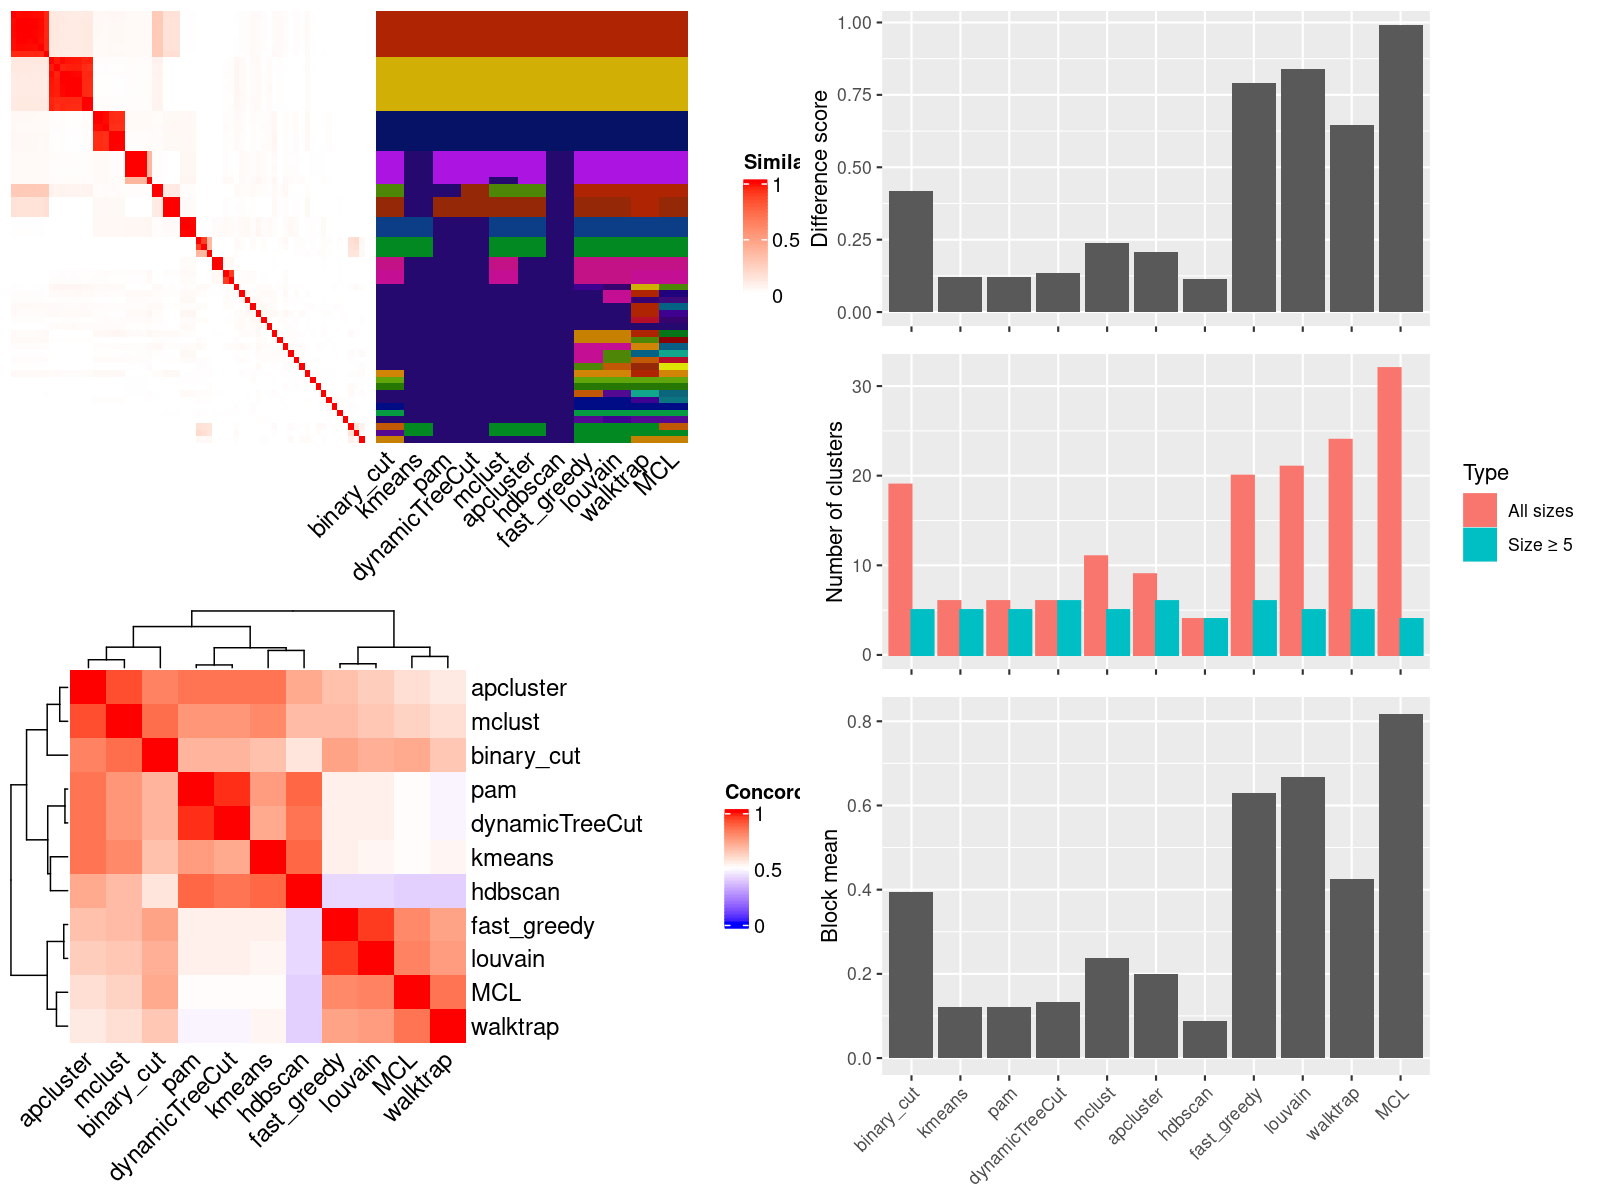 Simila
1
0.5
0
binary_cut
kmeans
pam
dynamicTreeCut
mclust
apcluster
hdbscan
fast_greedy
louvain
walktrap
MCL
apcluster
mclust
binary_cut
pam
dynamicTreeCut
kmeans
hdbscan
fast_greedy
louvain
MCL
walktrap
apcluster
mclust
binary_cut
pam
dynamicTreeCut
kmeans
hdbscan
fast_greedy
louvain
MCL
walktrap
Concord
1
0.5
0
Difference score
1.00
0.75
0.50
0.25
0.00
Number of clusters
30
20
10
0
Type
All sizes
Size ≥ 5
Block mean
0.8
0.6
0.4
0.2
0.0
binary_cut
kmeans
pam
dynamicTreeCut
mclust
apcluster
hdbscan
fast_greedy
louvain
walktrap
MCL